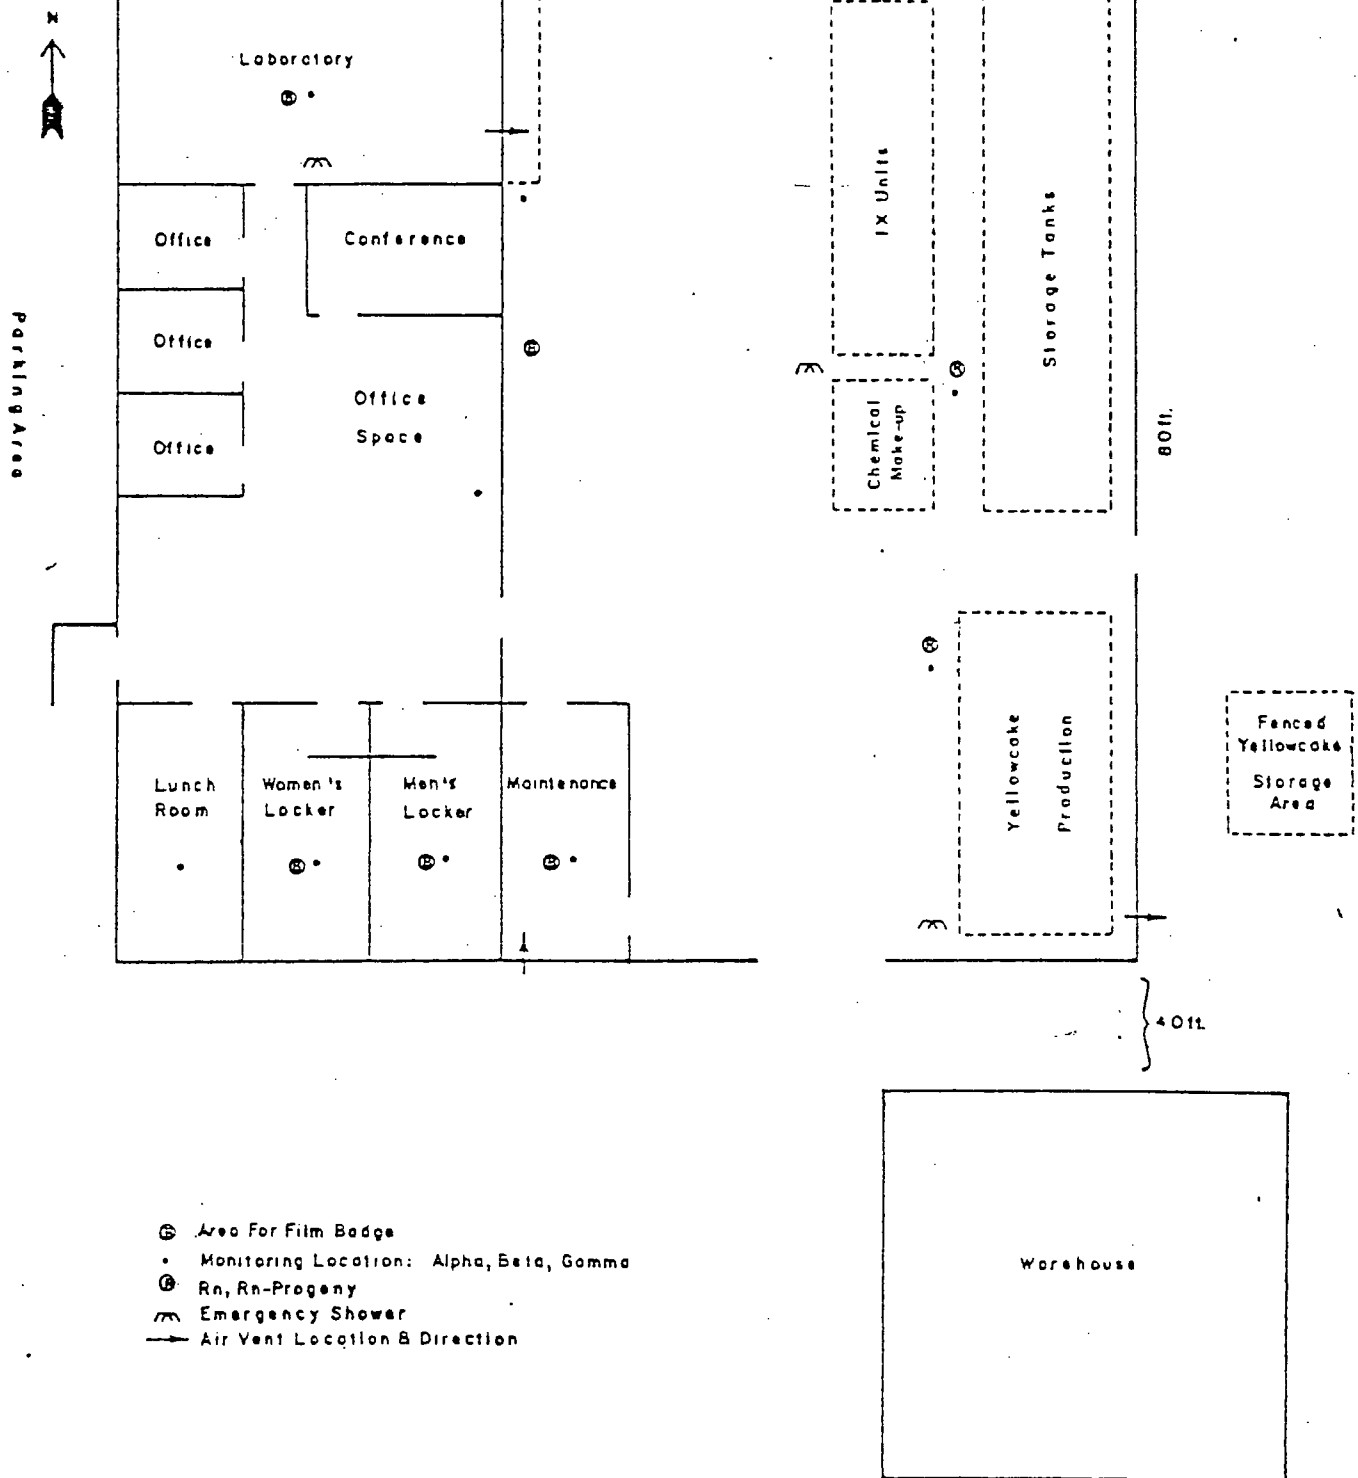 N
Laboratory
Office
Conference
Office
Office
Space
Office
Parking Area
IX Units
Storage Tanks
Chemical
Make-up
80ft.
Lunch
Room
Women's
Locker
Men's
Locker
Maintenance
Yellowcake
Production
Fenced
Yellowcake
Storage
Area
40ft.
Warehouse
Area For Film Badge
Monitoring Location: Alpha, Beta, Gamma
Rn, Rn-Progeny
Emergency Shower
Air Vent Location & Direction